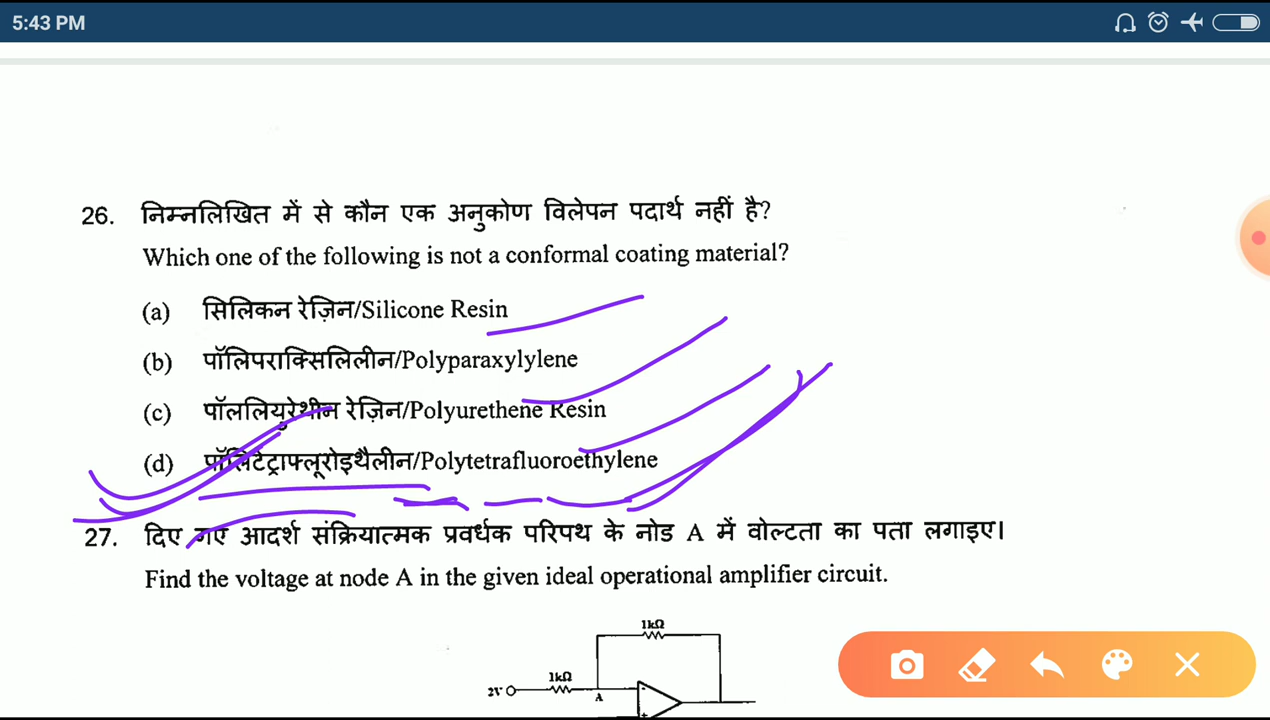 5:43 PM
26. निम्नलिखित में से कौन एक अनुकोण विलेपन पदार्थ नहीं है?
Which one of the following is not a conformal coating material?
(a) सिलिकन रेज़िन/Silicone Resin
(b) पॉलिपराक्सिलिलीन/Polyparaxylylene
(c) पॉललियुरेथीन रेज़िन/Polyurethene Resin
(d) पॉलिटेट्राफ्लूरोइथैलीन/Polytetrafluoroethylene
27. दिए गए आदर्श संक्रियात्मक प्रवर्धक परिपथ के नोड A में वोल्टता का पता लगाइए।
Find the voltage at node A in the given ideal operational amplifier circuit.
1kΩ
1kΩ
2V
A
-
+